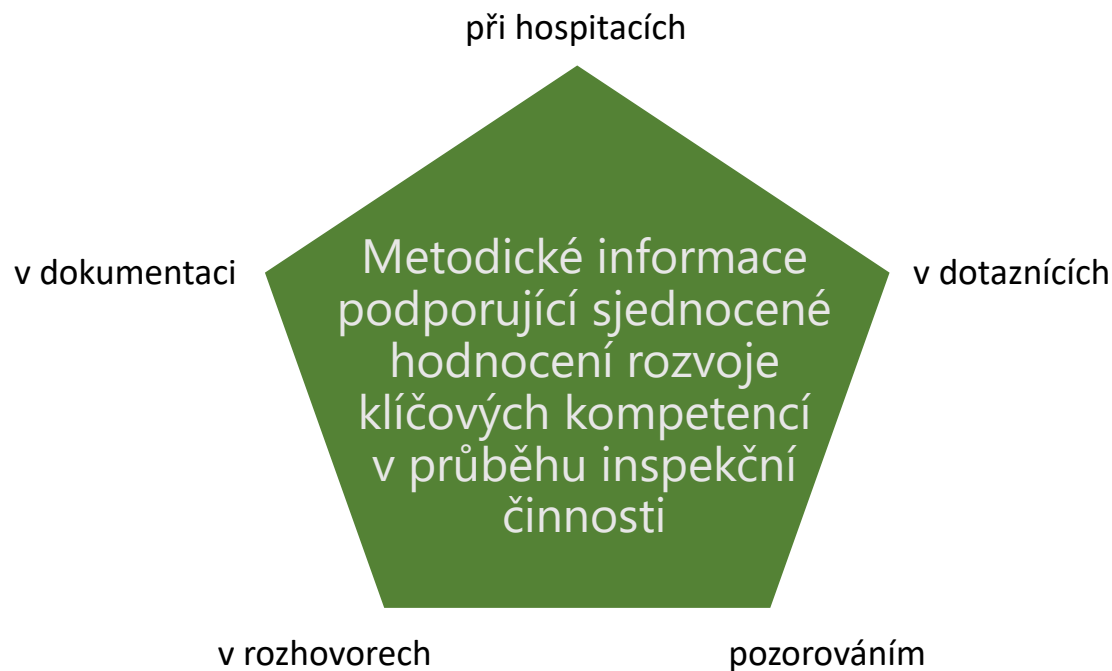 při hospitacích
v dokumentaci
v dotaznících
Metodické informace
podporující sjednocené
hodnocení rozvoje
klíčových kompetencí
v průběhu inspekční
činnosti
v rozhovorech
pozorováním